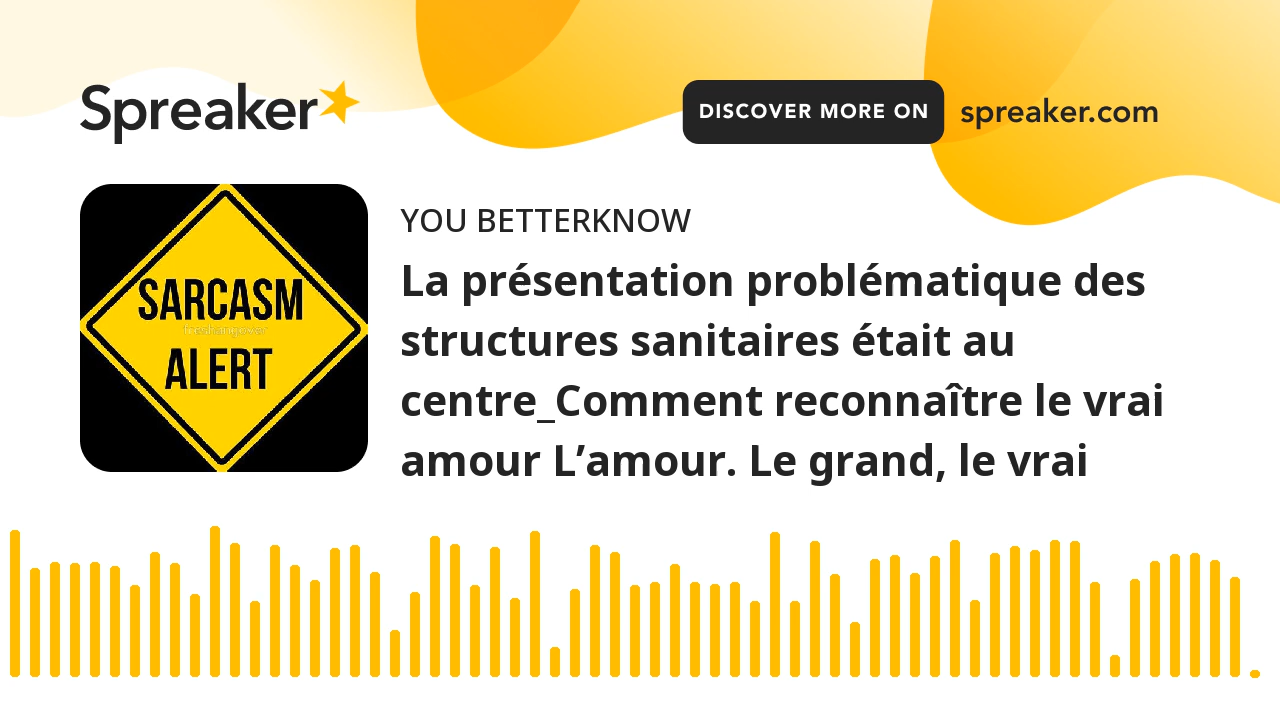 Spreaker
DISCOVER MORE ON spreaker.com
SARCASM
freshangover
ALERT
YOU BETTERKNOW
La présentation problématique des
structures sanitaires était au
centre_Comment reconnaître le vrai
amour L’amour. Le grand, le vrai